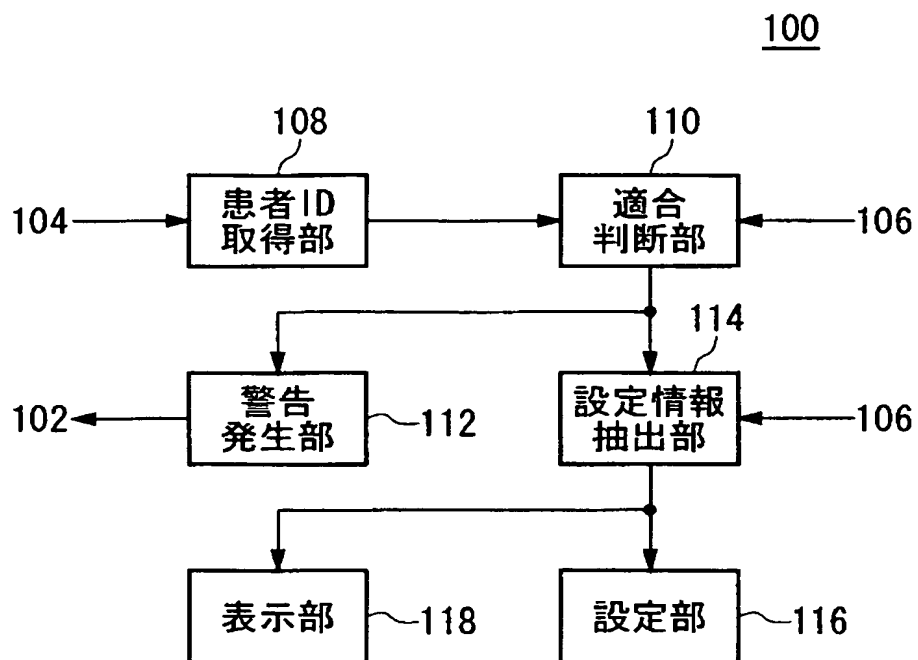 100
108
110
104
患者ID
取得部
適合
判断部
106
114
102
警告
発生部
112
設定情報
抽出部
106
表示部
118
設定部
116